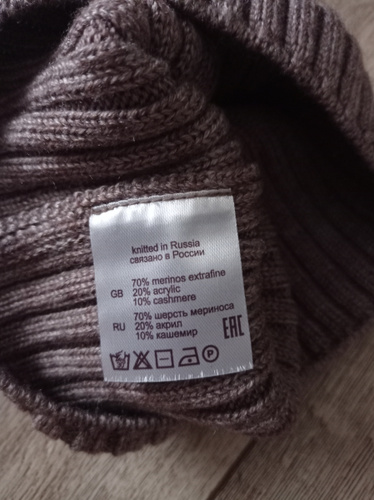 knitted in Russia
связано в России
70% merinos extrafine
GB 20% acrylic
10% cashmere
70% шерсть мериноса
RU 20% акрил
10% кашемир
EAC
P